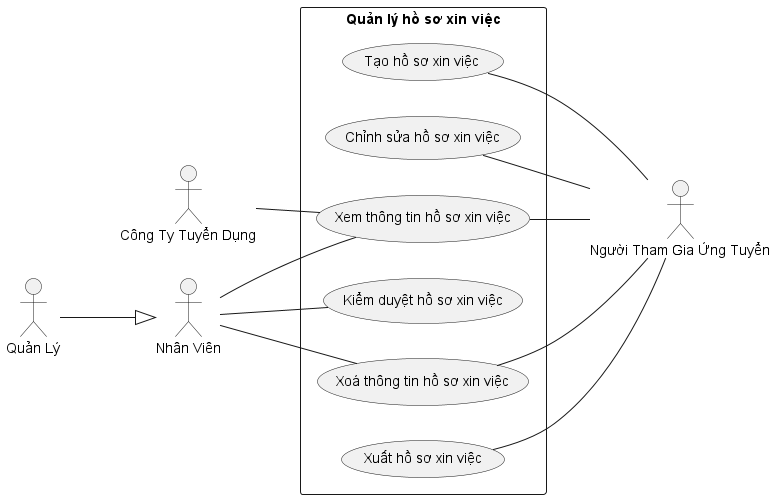 Quản lý hồ sơ xin việc
Tạo hồ sơ xin việc
Chỉnh sửa hồ sơ xin việc
Xem thông tin hồ sơ xin việc
Công Ty Tuyển Dụng
Người Tham Gia Ứng Tuyển
Kiểm duyệt hồ sơ xin việc
Quản Lý
Nhân Viên
Xoá thông tin hồ sơ xin việc
Xuất hồ sơ xin việc